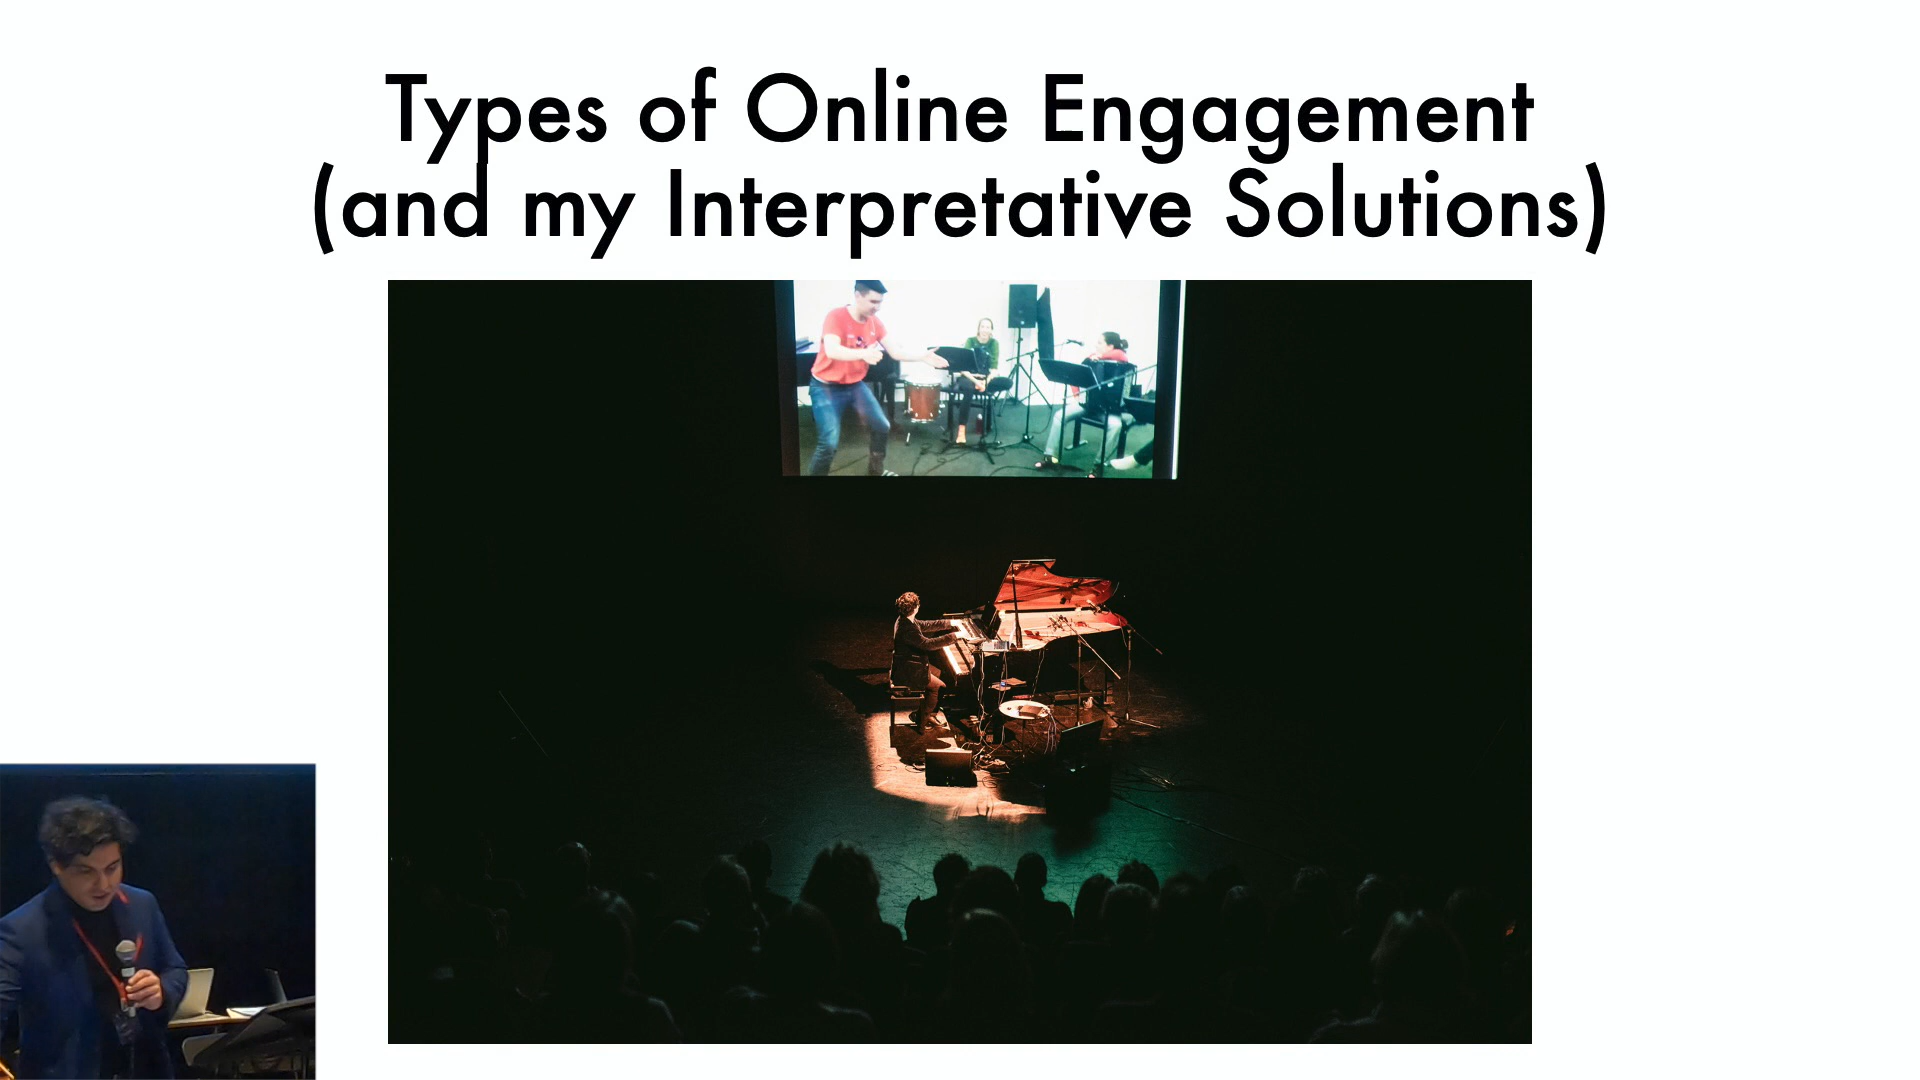 Types of Online Engagement
(and my Interpretative Solutions)